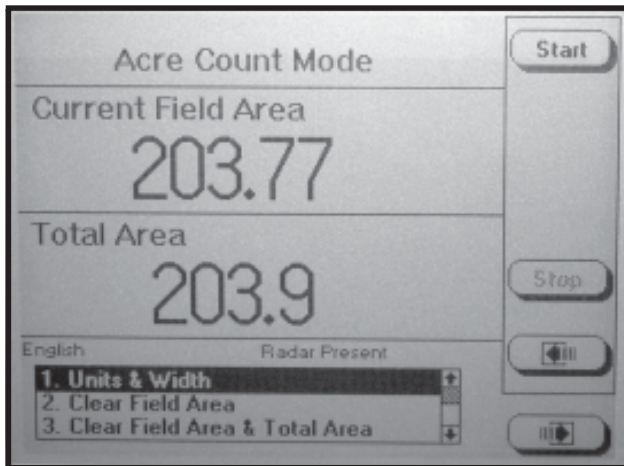 Acre Count Mode
Start
Current Field Area
203.77
Total Area
203.9
Stop
English Radar Present
1. Units & Width
2. Clear Field Area
3. Clear Field Area & Total Area